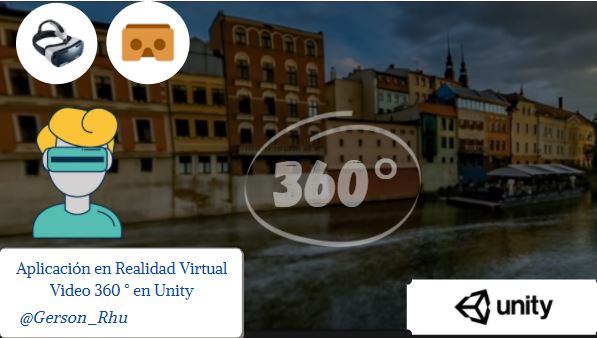 360°
Aplicación en Realidad Virtual
Video 360 ° en Unity
@Gerson_Rhu
unity